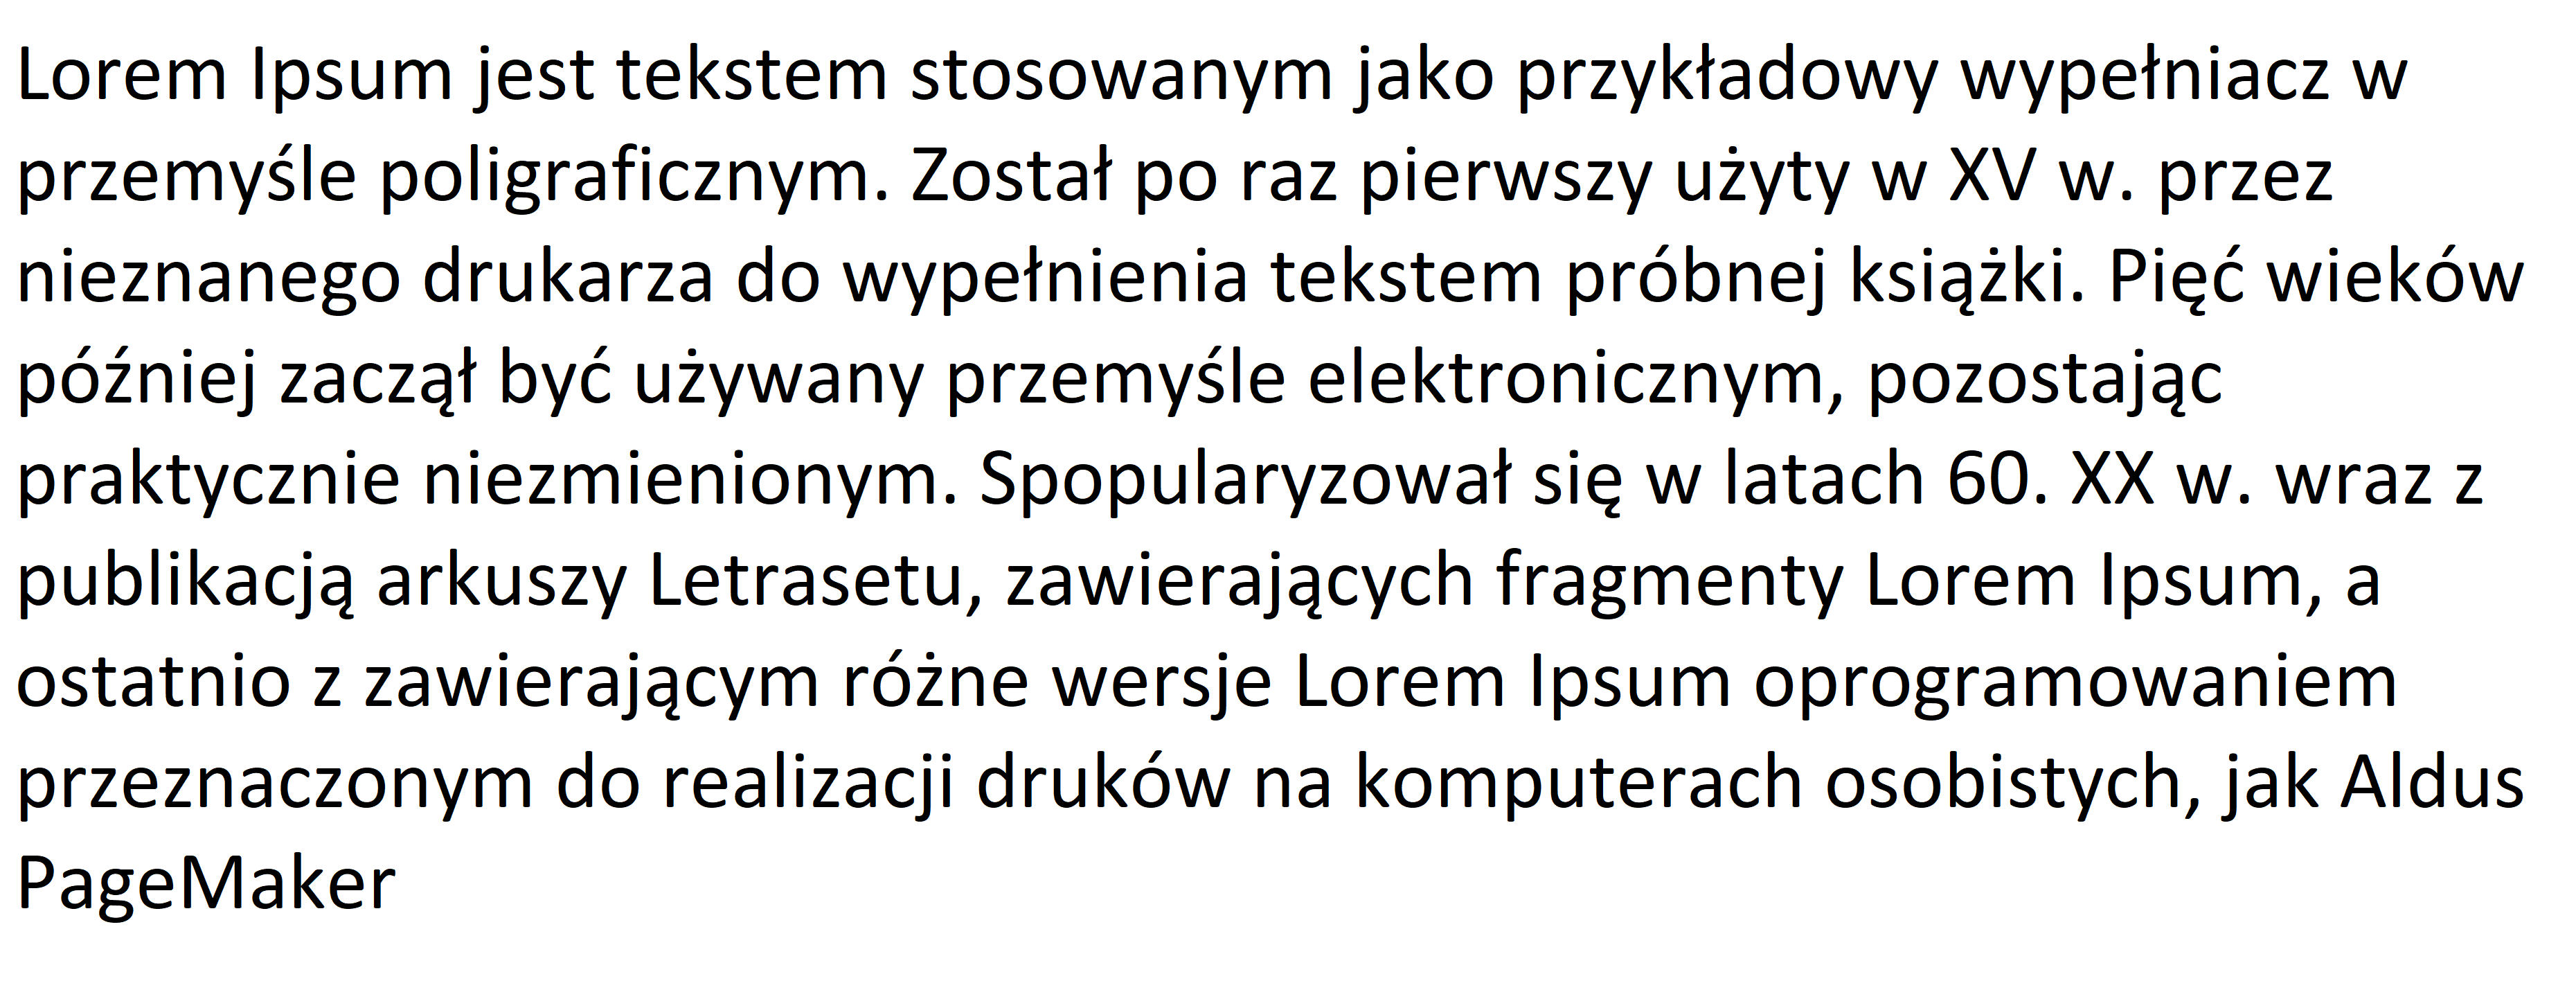 Lorem Ipsum jest tekstem stosowanym jako przykładowy wypełniacz w
przemyśle poligraficznym. Został po raz pierwszy użyty w XV w. przez
nieznanego drukarza do wypełnienia tekstem próbnej książki. Pięć wieków
później zaczął być używany przemyśle elektronicznym, pozostając
praktycznie niezmienionym. Spopularyzował się w latach 60. XX w. wraz z
publikacją arkuszy Letrasetu, zawierających fragmenty Lorem Ipsum, a
ostatnio z zawierającym różne wersje Lorem Ipsum oprogramowaniem
przeznaczonym do realizacji druków na komputerach osobistych, jak Aldus
PageMaker